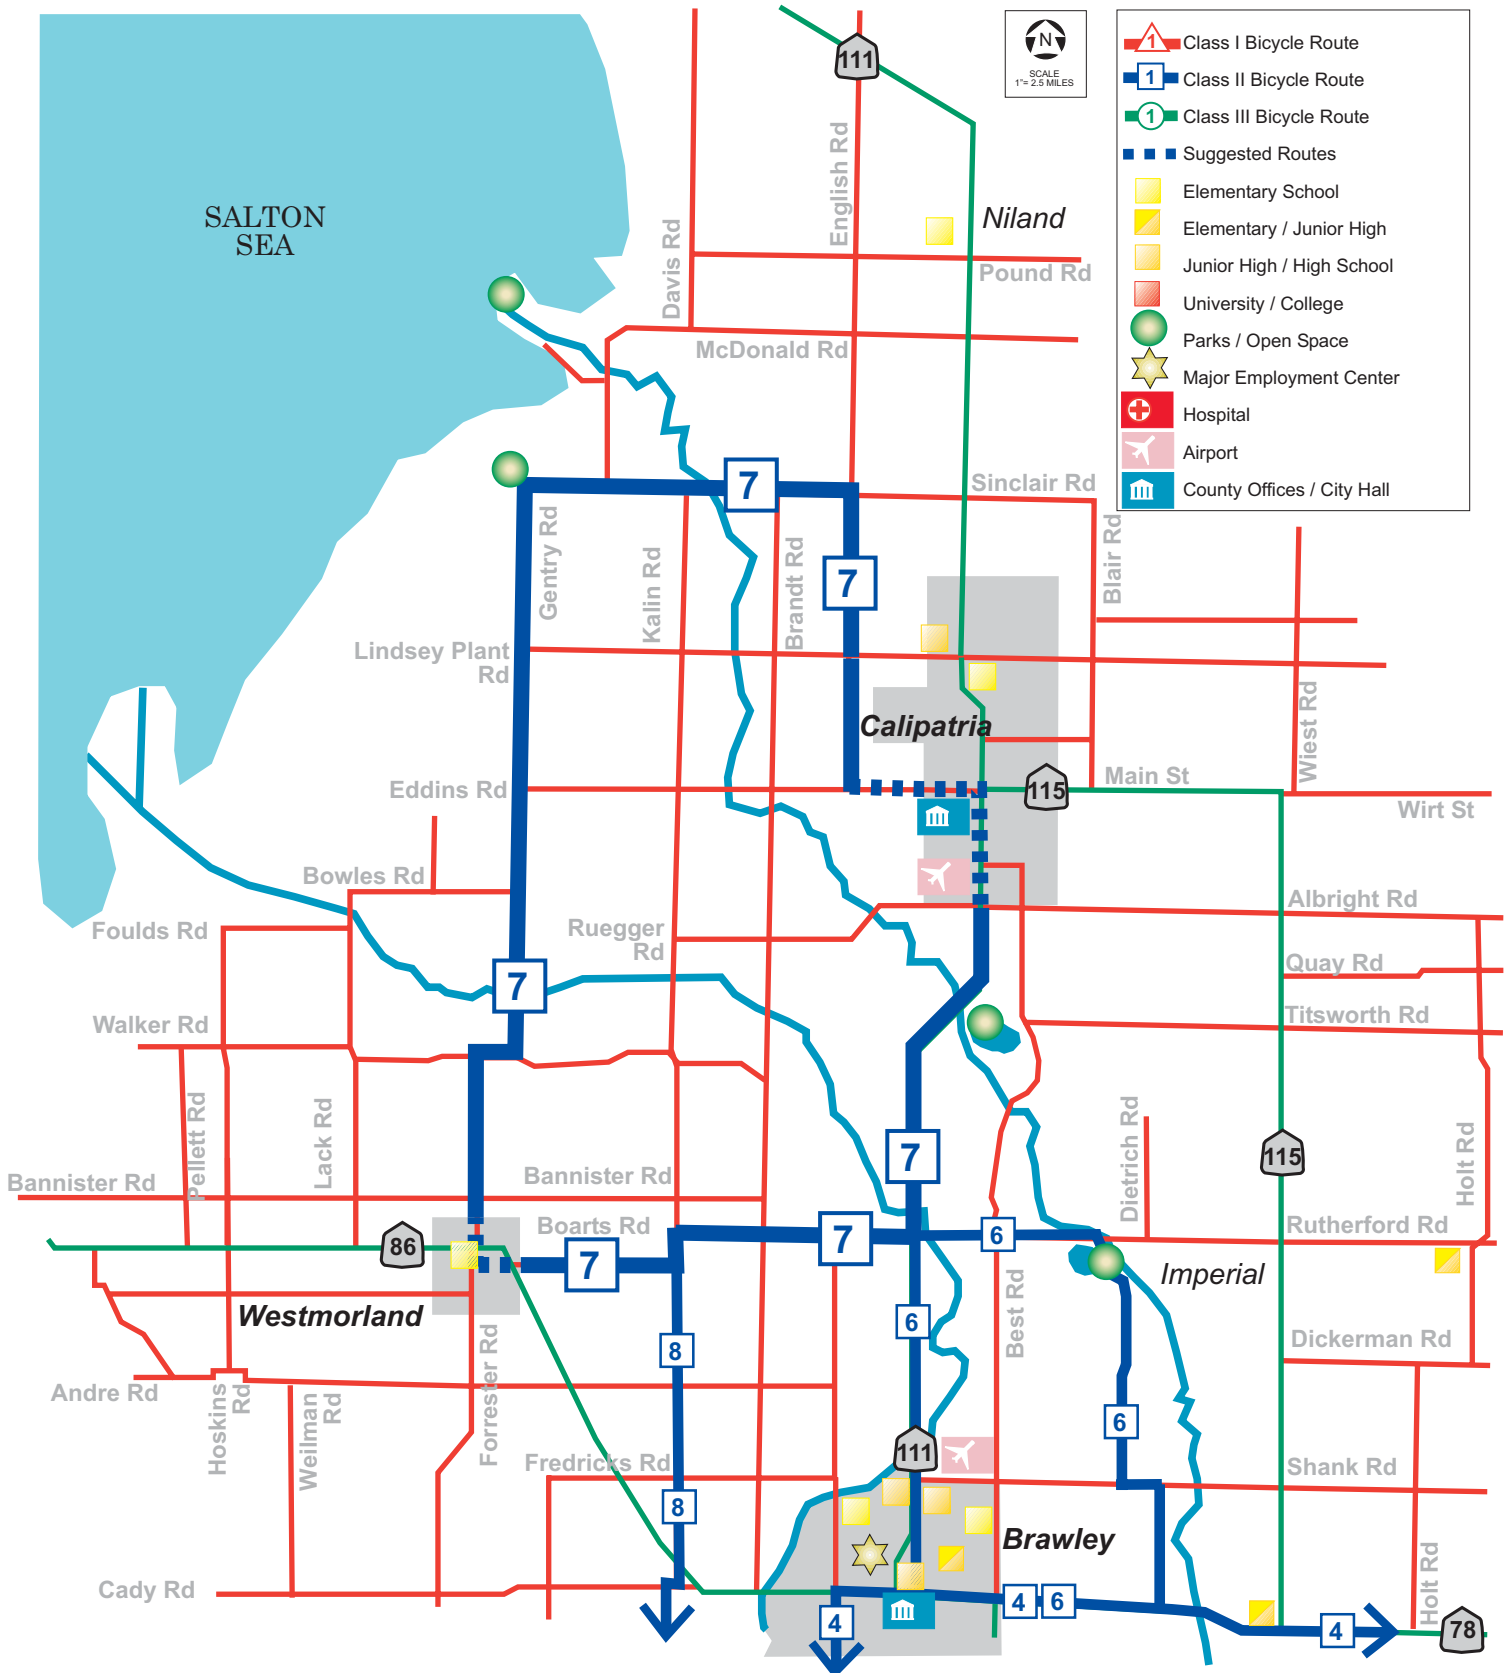 111
N
SCALE
1"= 2.5 MILES
1
Class I Bicycle Route
1
Class II Bicycle Route
1
Class III Bicycle Route
Suggested Routes
Elementary School
Elementary / Junior High
Junior High / High School
University / College
Parks / Open Space
Major Employment Center
Hospital
Airport
County Offices / City Hall
SALTON
SEA
Davis Rd
English Rd
Niland
Pound Rd
McDonald Rd
7
Sinclair Rd
Gentry Rd
Kalin Rd
Brandt Rd
7
Blair Rd
Lindsey Plant
Rd
Calipatria
Wiest Rd
Eddins Rd
115
Main St
Wirt St
Bowles Rd
Foulds Rd
Ruegger
Rd
Albright Rd
7
Quay Rd
Walker Rd
Titsworth Rd
Pellett Rd
Lack Rd
Dietrich Rd
7
115
Holt Rd
Bannister Rd
Bannister Rd
Boarts Rd
86
7
7
6
Rutherford Rd
Imperial
Westmorland
8
6
Best Rd
Dickerman Rd
Andre Rd
Hoskins
Rd
Weilman
Rd
Forrester Rd
6
111
Fredricks Rd
Shank Rd
8
Brawley
Cady Rd
4
4
6
4
Holt Rd
78